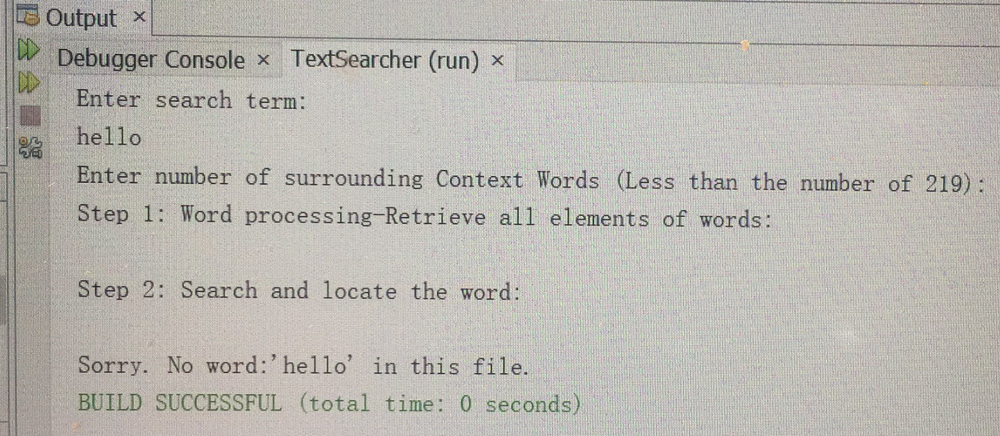 Output ×
Debugger Console × TextSearcher (run) ×
Enter search term:
hello
Enter number of surrounding Context Words (Less than the number of 219):
Step 1: Word processing-Retrieve all elements of words:
Step 2: Search and locate the word:
Sorry. No word:'hello' in this file.
BUILD SUCCESSFUL (total time: 0 seconds)